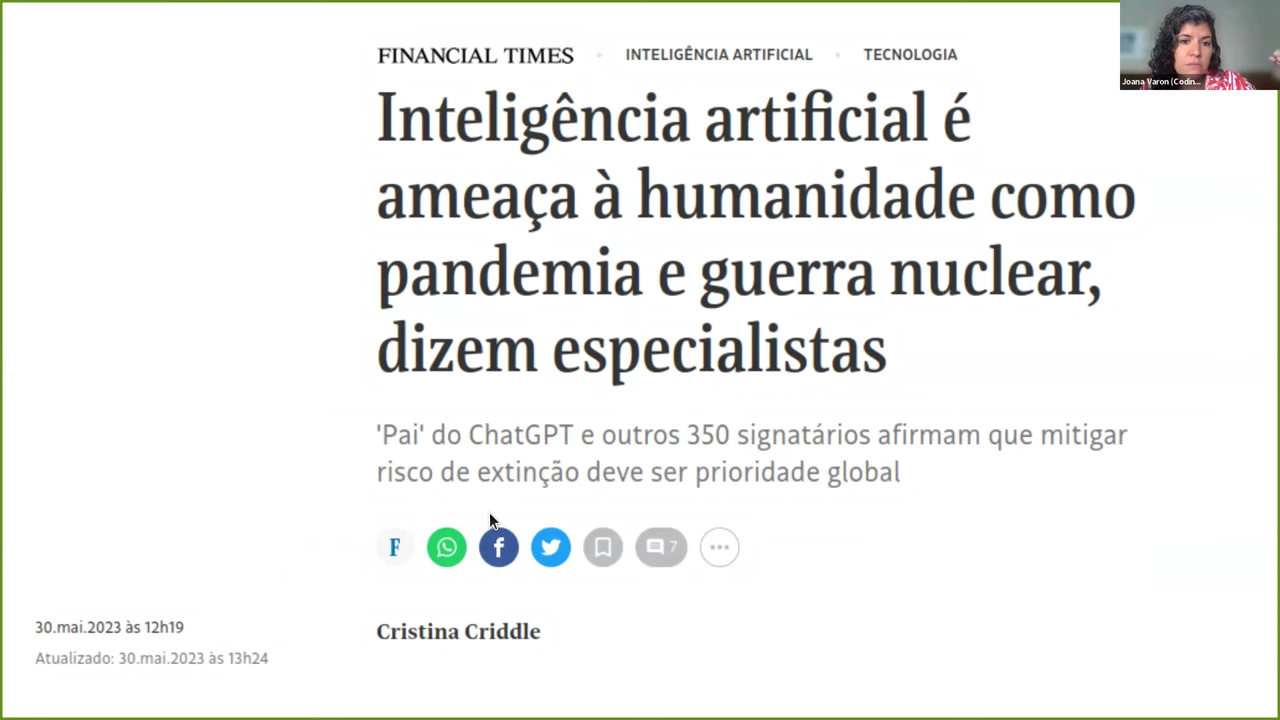 FINANCIAL TIMES • INTELIGÊNCIA ARTIFICIAL • TECNOLOGIA
Joana Varon (Codin...
Inteligência artificial é
ameaça à humanidade como
pandemia e guerra nuclear,
dizem especialistas
'Pai' do ChatGPT e outros 350 signatários afirmam que mitigar
risco de extinção deve ser prioridade global
F
f
7
30.mai.2023 às 12h19
Cristina Criddle
Atualizado: 30.mai.2023 às 13h24